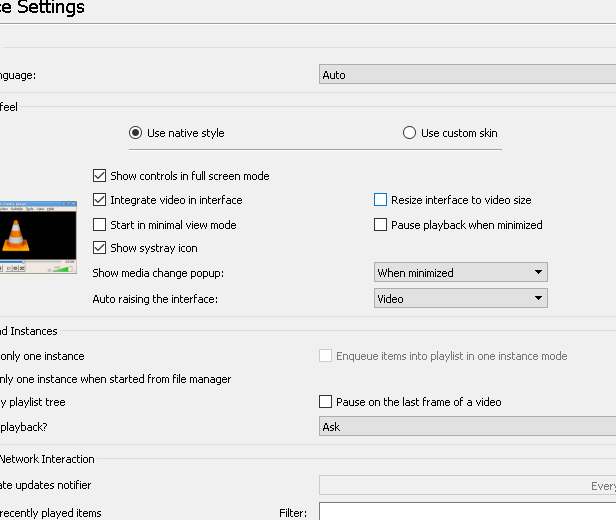 ce Settings
nguage: Auto
feel
Use native style Use custom skin
Show controls in full screen mode
Integrate video in interface Resize interface to video size
Start in minimal view mode Pause playback when minimized
Show systray icon
Show media change popup: When minimized
Auto raising the interface: Video
nd Instances
only one instance Enqueue items into playlist in one instance mode
nly one instance when started from file manager
y playlist tree Pause on the last frame of a video
playback? Ask
Network Interaction
ate updates notifier Every
recently played items Filter: